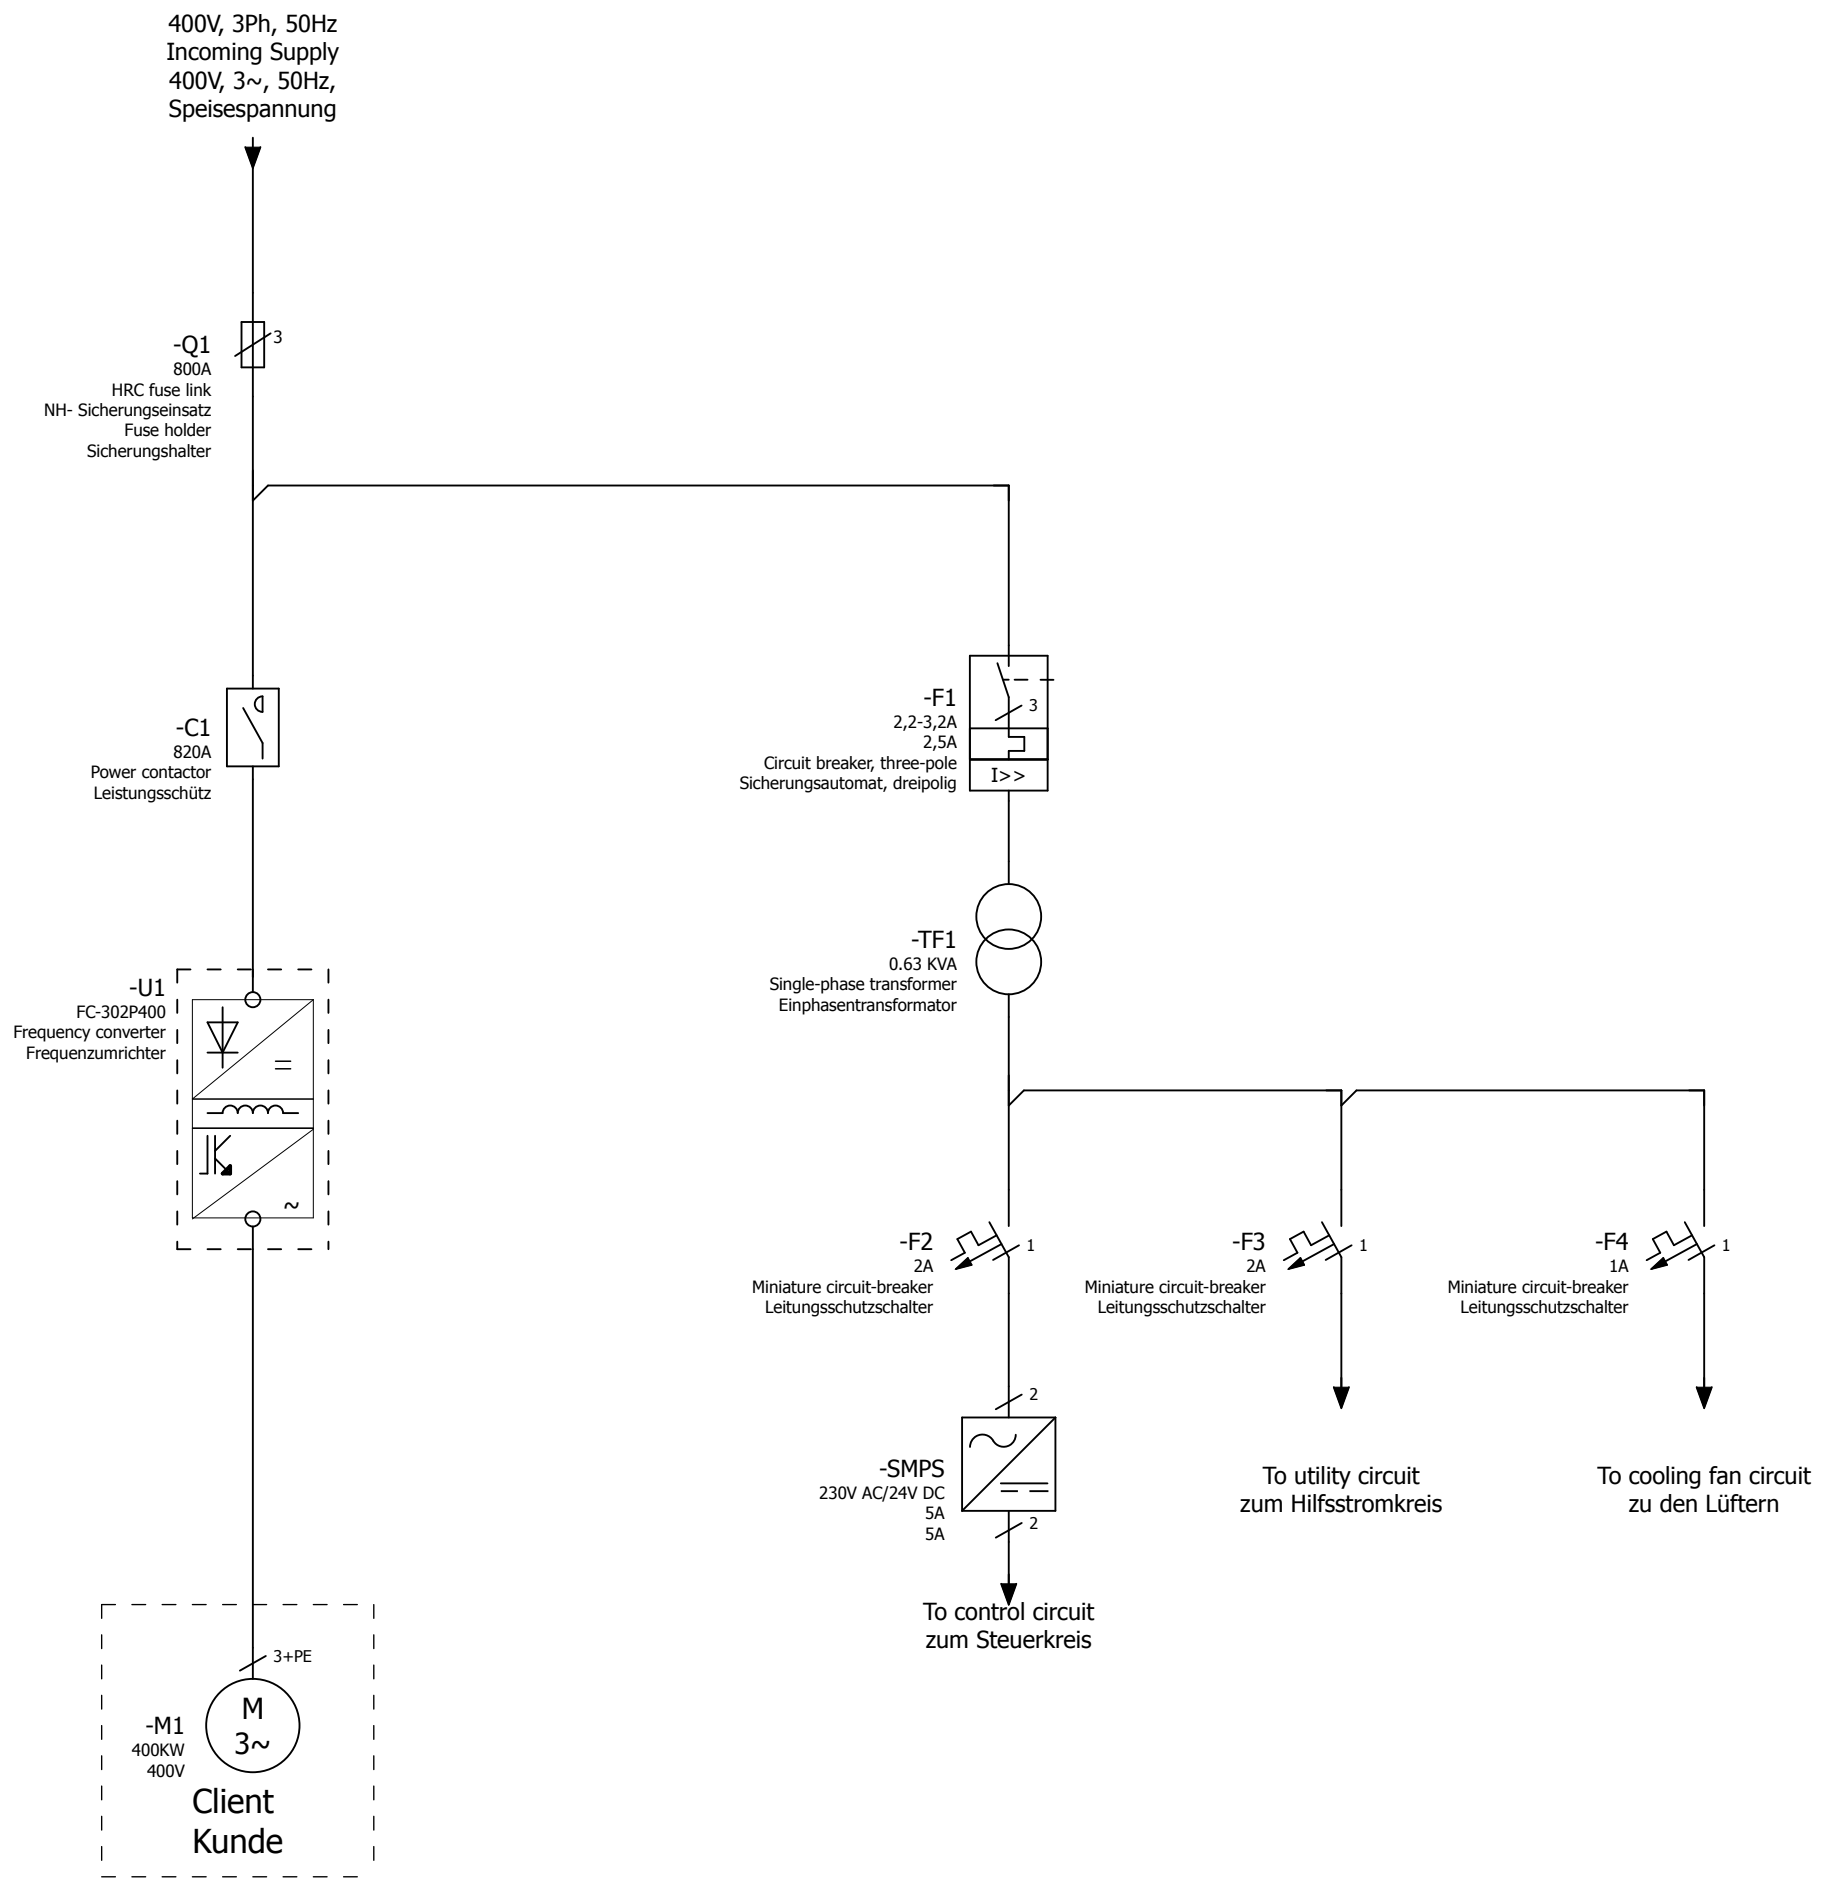 400V, 3Ph, 50Hz
Incoming Supply
400V, 3~, 50Hz,
Speisespannung
-Q1
3
800A
HRC fuse link
NH- Sicherungseinsatz
Fuse holder
Sicherungshalter
-C1
820A
Power contactor
Leistungsschütz
-F1
3
2,2-3,2A
2,5A
Circuit breaker, three-pole
Sicherungsautomat, dreipolig
I>>
-TF1
0.63 KVA
Single-phase transformer
Einphasentransformator
-U1
FC-302P400
Frequency converter
Frequenzumrichter
=
~
-F2
1
2A
Miniature circuit-breaker
Leitungsschutzschalter
-F3
1
2A
Miniature circuit-breaker
Leitungsschutzschalter
-F4
1
1A
Miniature circuit-breaker
Leitungsschutzschalter
2
-SMPS
230V AC/24V DC
5A
5A
2
To control circuit
zum Steuerkreis
To utility circuit
zum Hilfsstromkreis
To cooling fan circuit
zu den Lüftern
3+PE
M
3~
-M1
400KW
400V
Client
Kunde